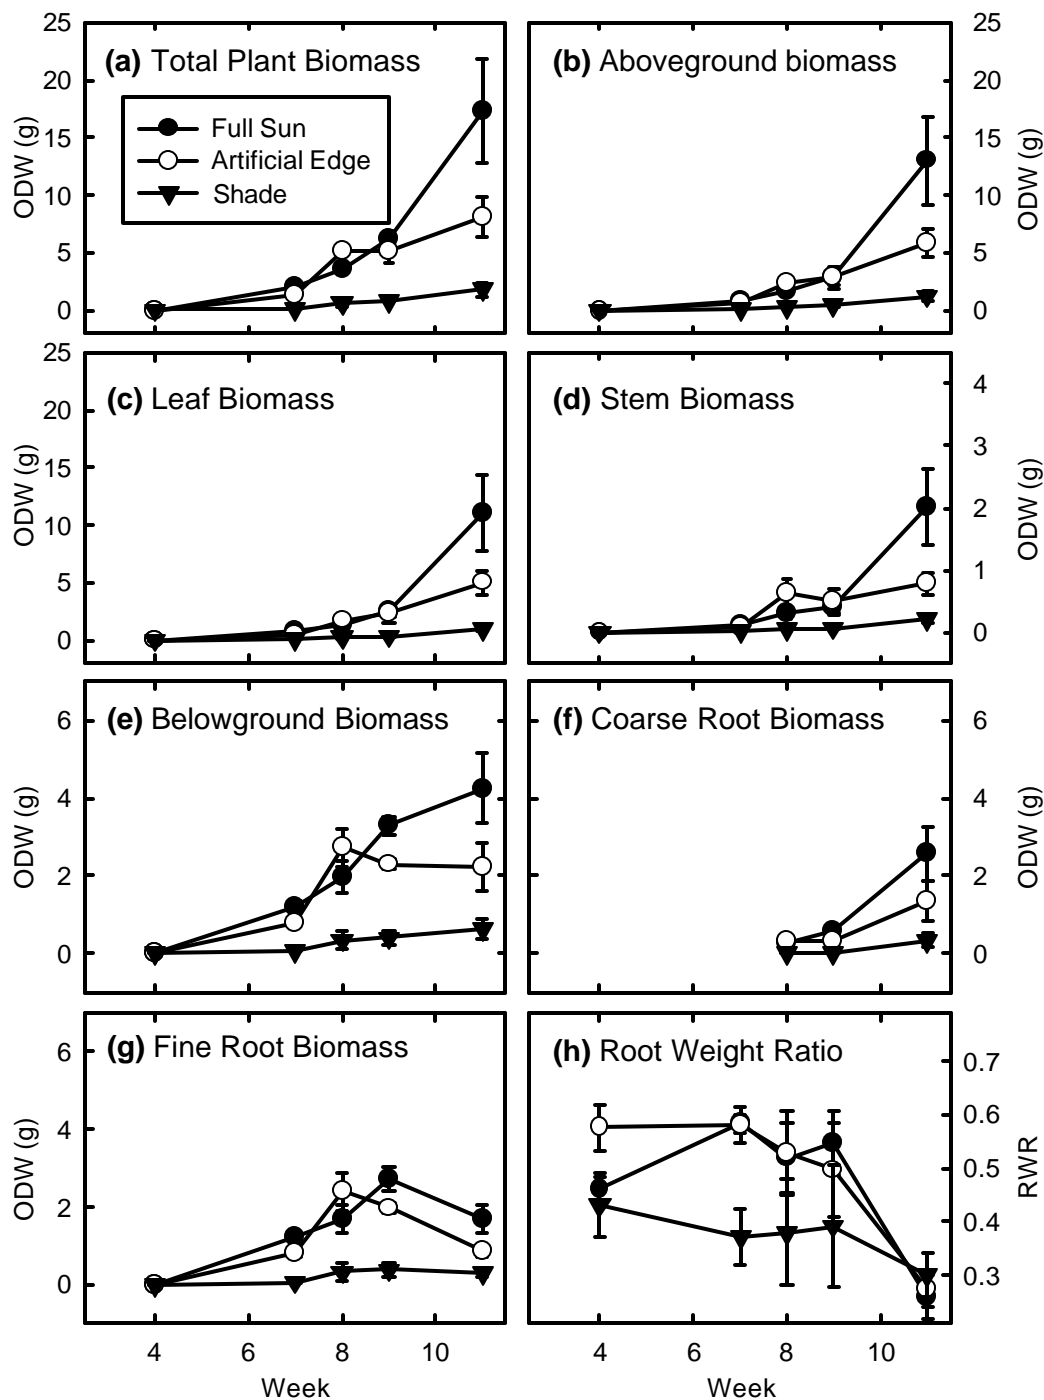 25
20
15
10
5
0
ODW (g)
(a) Total Plant Biomass
Full Sun
Artificial Edge
Shade
(b) Aboveground biomass
25
20
15
10
5
0
ODW (g)
25
20
15
10
5
0
ODW (g)
(c) Leaf Biomass
(d) Stem Biomass
4
3
2
1
0
ODW (g)
6
4
2
0
ODW (g)
(e) Belowground Biomass
(f) Coarse Root Biomass
6
4
2
0
ODW (g)
6
4
2
0
ODW (g)
(g) Fine Root Biomass
(h) Root Weight Ratio
0.7
0.6
0.5
0.4
0.3
RWR
4 8 10
Week
4 8 10
Week